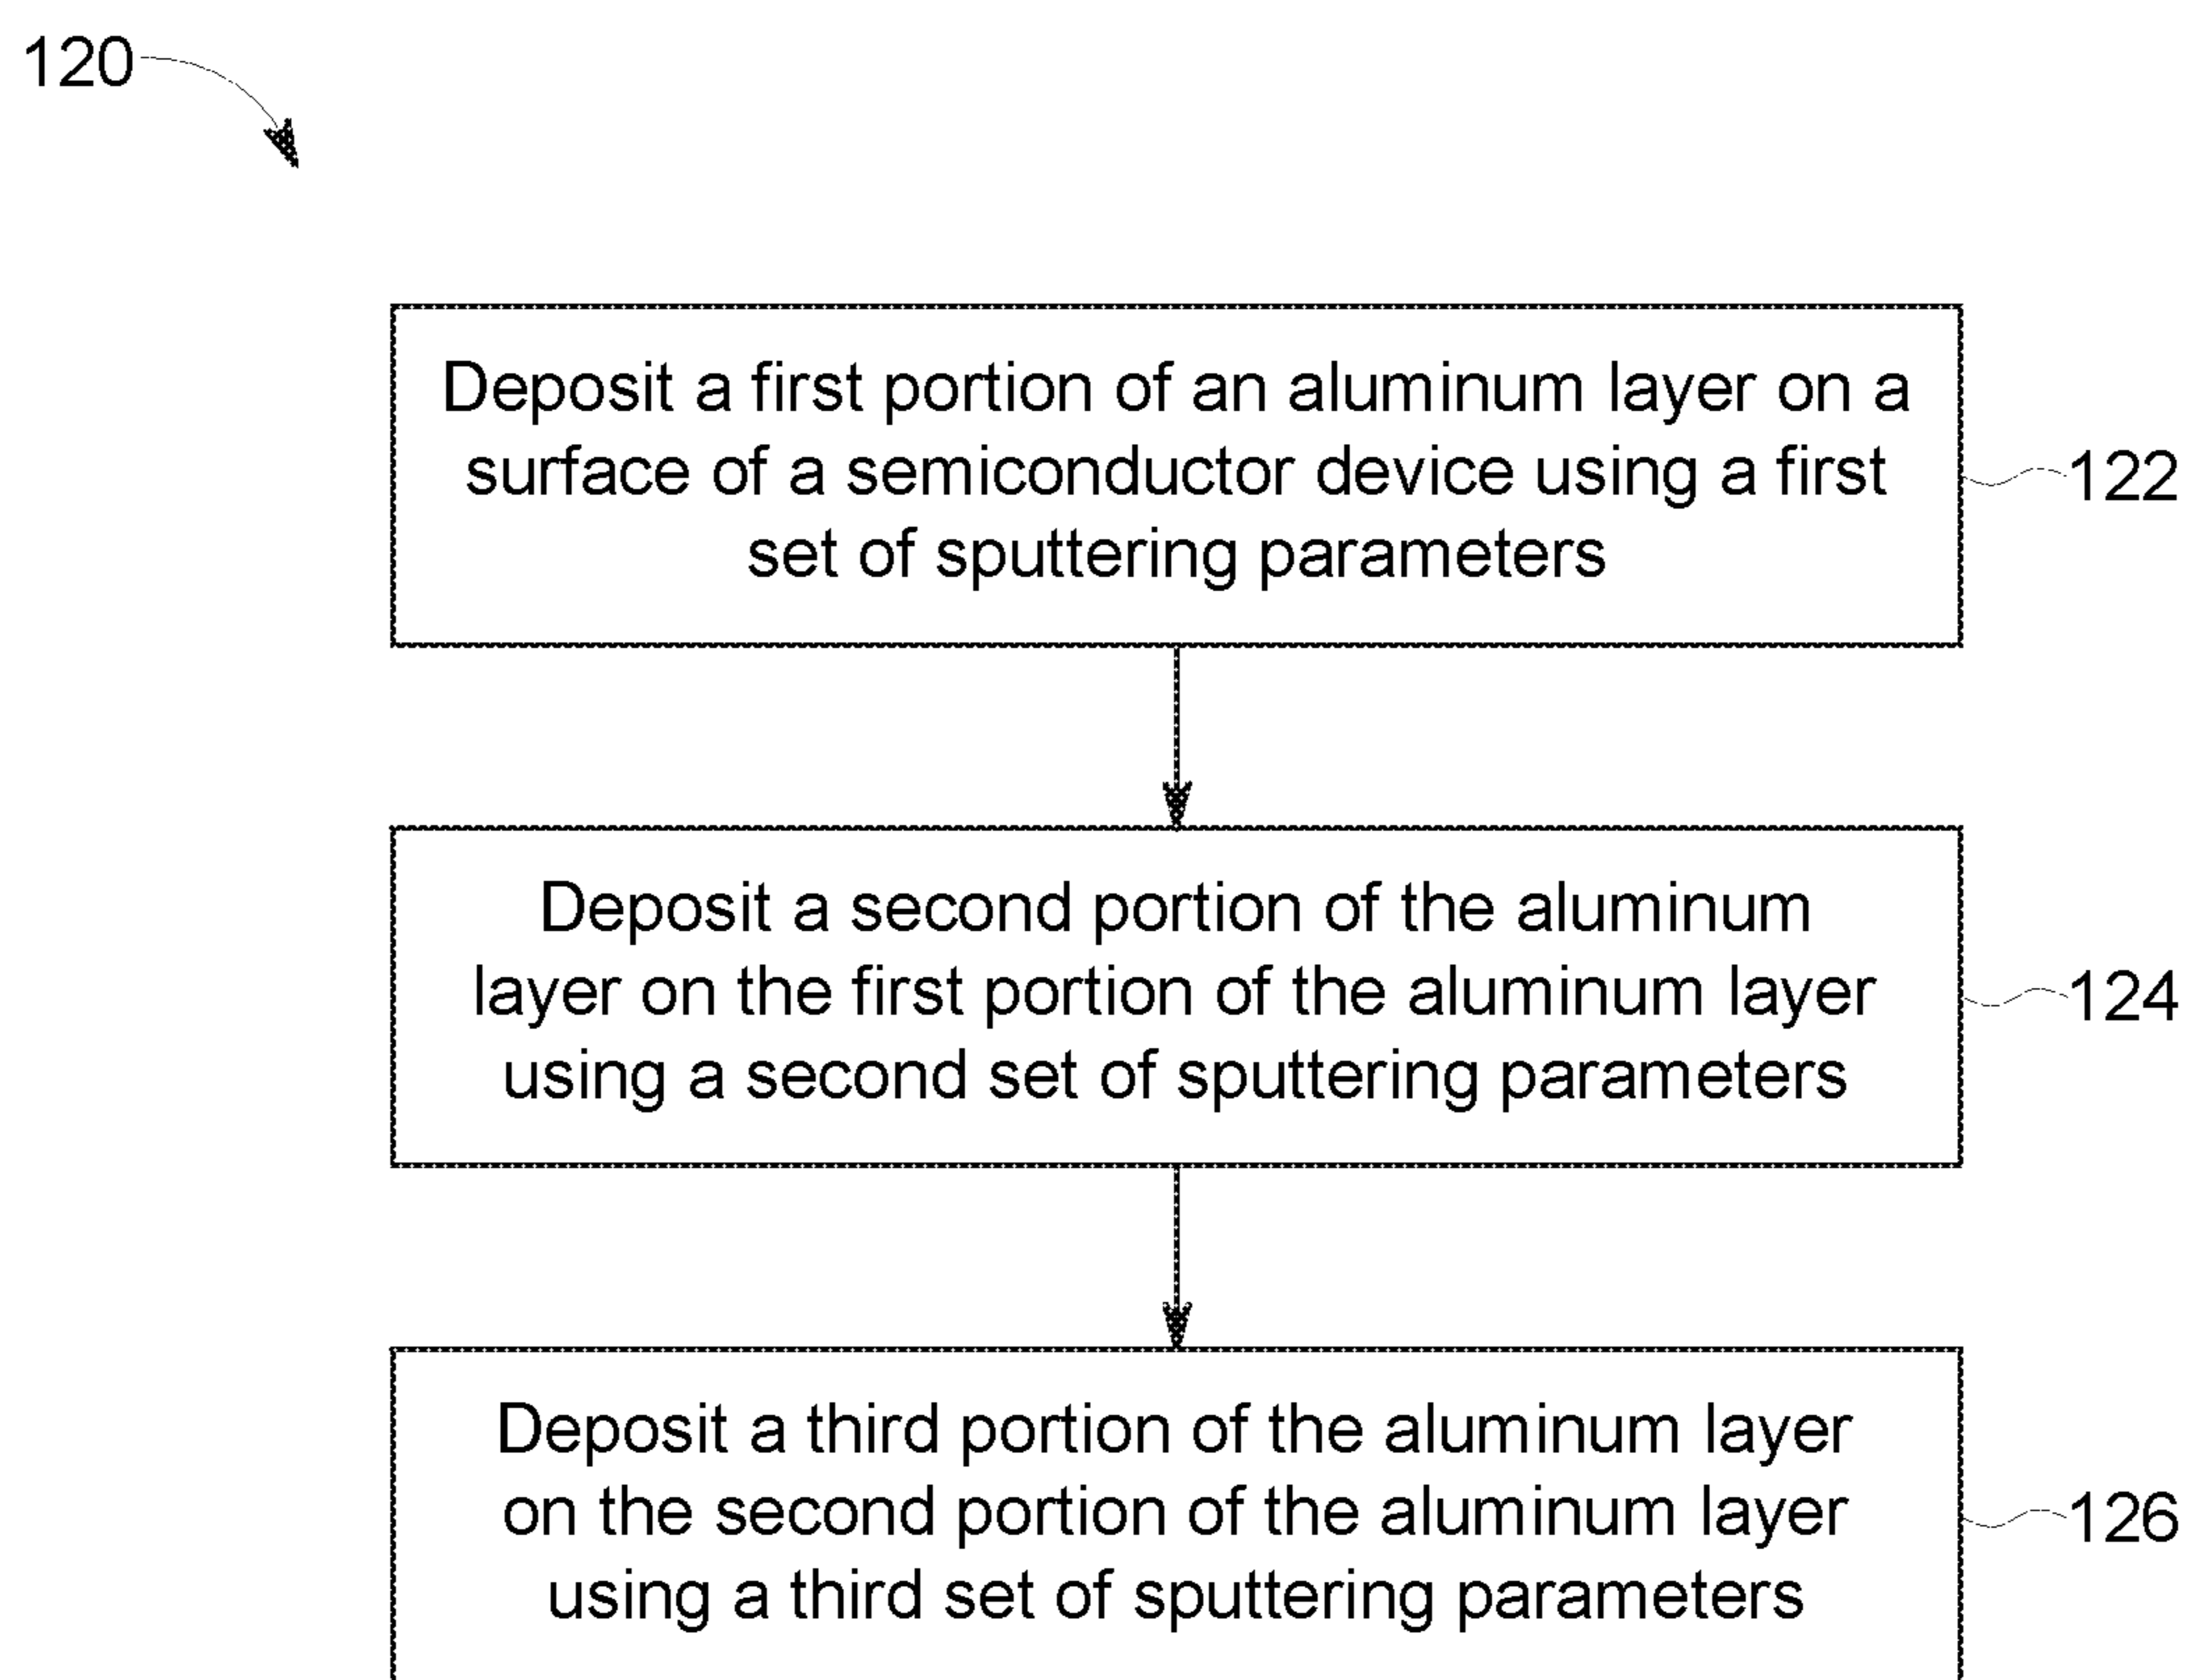 120
Deposit a first portion of an aluminum layer on a
surface of a semiconductor device using a first
set of sputtering parameters
122
Deposit a second portion of the aluminum
layer on the first portion of the aluminum layer
using a second set of sputtering parameters
124
Deposit a third portion of the aluminum layer
on the second portion of the aluminum layer
using a third set of sputtering parameters
126